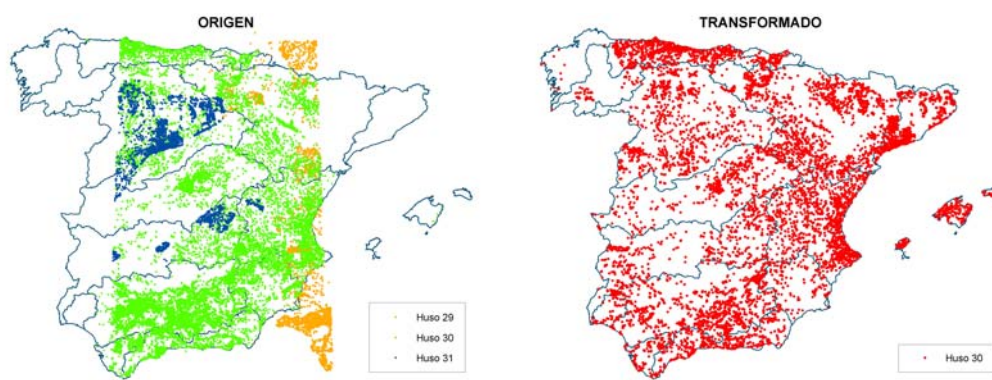 ORIGEN
TRANSFORMADO
Huso 29
Huso 30
Huso 31
Huso 30